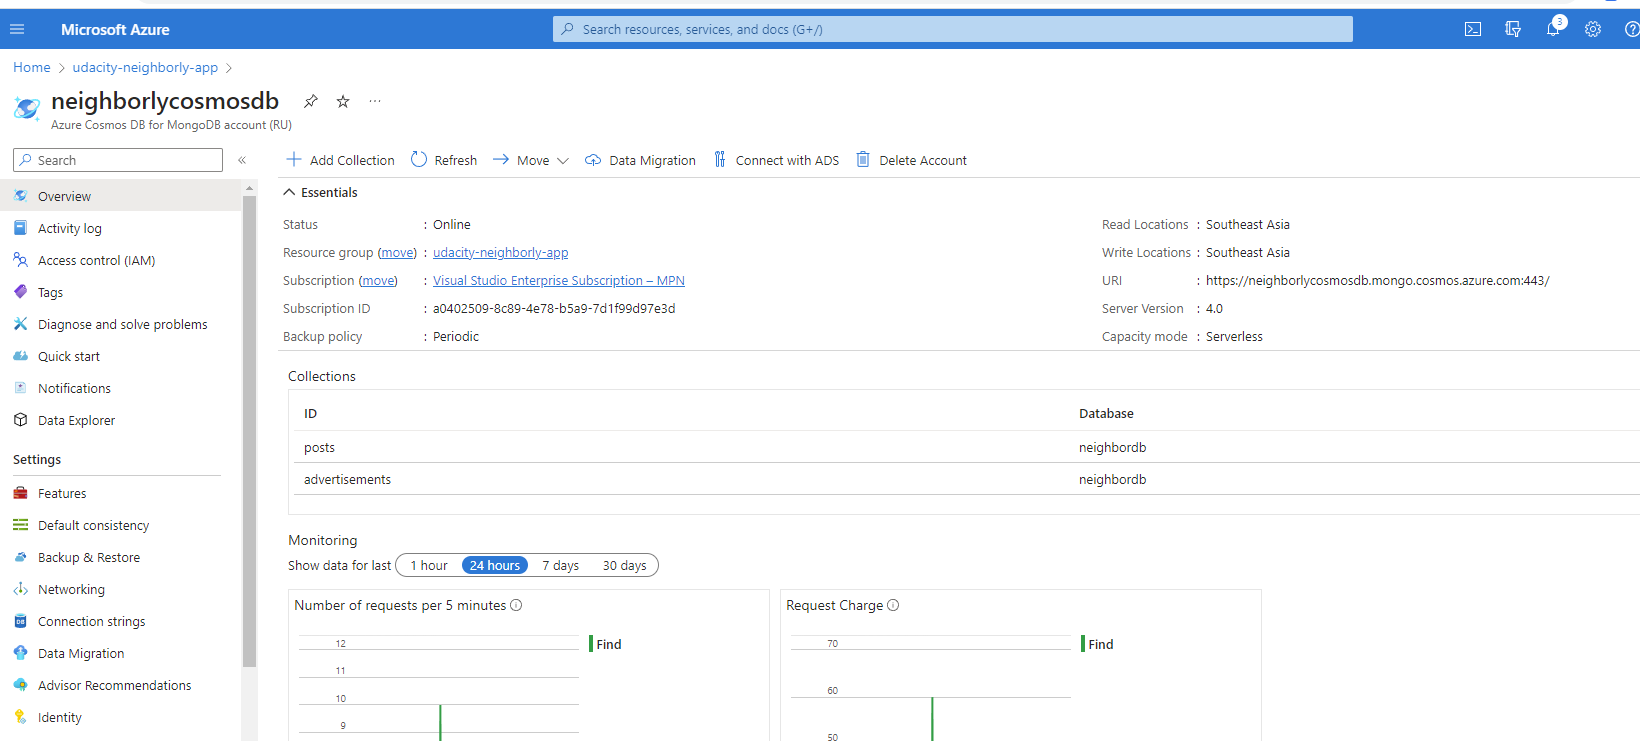 Microsoft Azure
Search resources, services, and docs (G+/)
3
Home > udacity-neighborly-app >
neighborlycosmosdb
Azure Cosmos DB for MongoDB account (RU)
Search
Overview
Activity log
Access control (IAM)
Tags
Diagnose and solve problems
Quick start
Notifications
Data Explorer
Settings
Features
Default consistency
Backup & Restore
Networking
Connection strings
Data Migration
Advisor Recommendations
Identity
Add Collection Refresh Move Data Migration Connect with ADS Delete Account
Essentials
Status : Online
Resource group (move) : udacity-neighborly-app
Subscription (move) : Visual Studio Enterprise Subscription – MPN
Subscription ID : a0402509-8c89-4e78-b5a9-7d1f99d97e3d
Backup policy : Periodic
Read Locations : Southeast Asia
Write Locations : Southeast Asia
URI : https://neighborlycosmosdb.mongo.cosmos.azure.com:443/
Server Version : 4.0
Capacity mode : Serverless
Collections
ID Database
posts neighbordb
advertisements neighbordb
Monitoring
Show data for last 1 hour 24 hours 7 days 30 days
Number of requests per 5 minutes
12
11
10
9
Find
Request Charge
70
60
50
Find